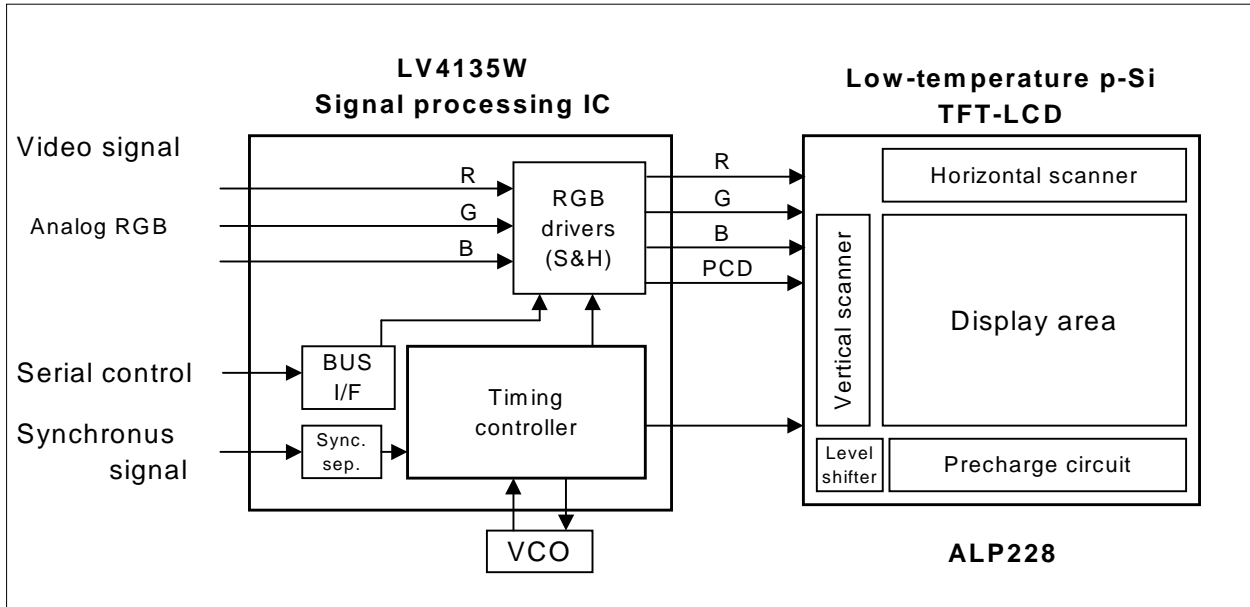 LV4135W
Signal processing IC
Low-temperature p-Si
TFT-LCD
Video signal
Analog RGB
R
G
B
RGB
drivers
(S&H)
R
G
B
PCD
Horizontal scanner
Vertical scanner
Display area
Serial control
BUS
I/F
Timing
controller
Synchronus
signal
Sync.
sep.
Level
shifter
Precharge circuit
VCO
ALP228